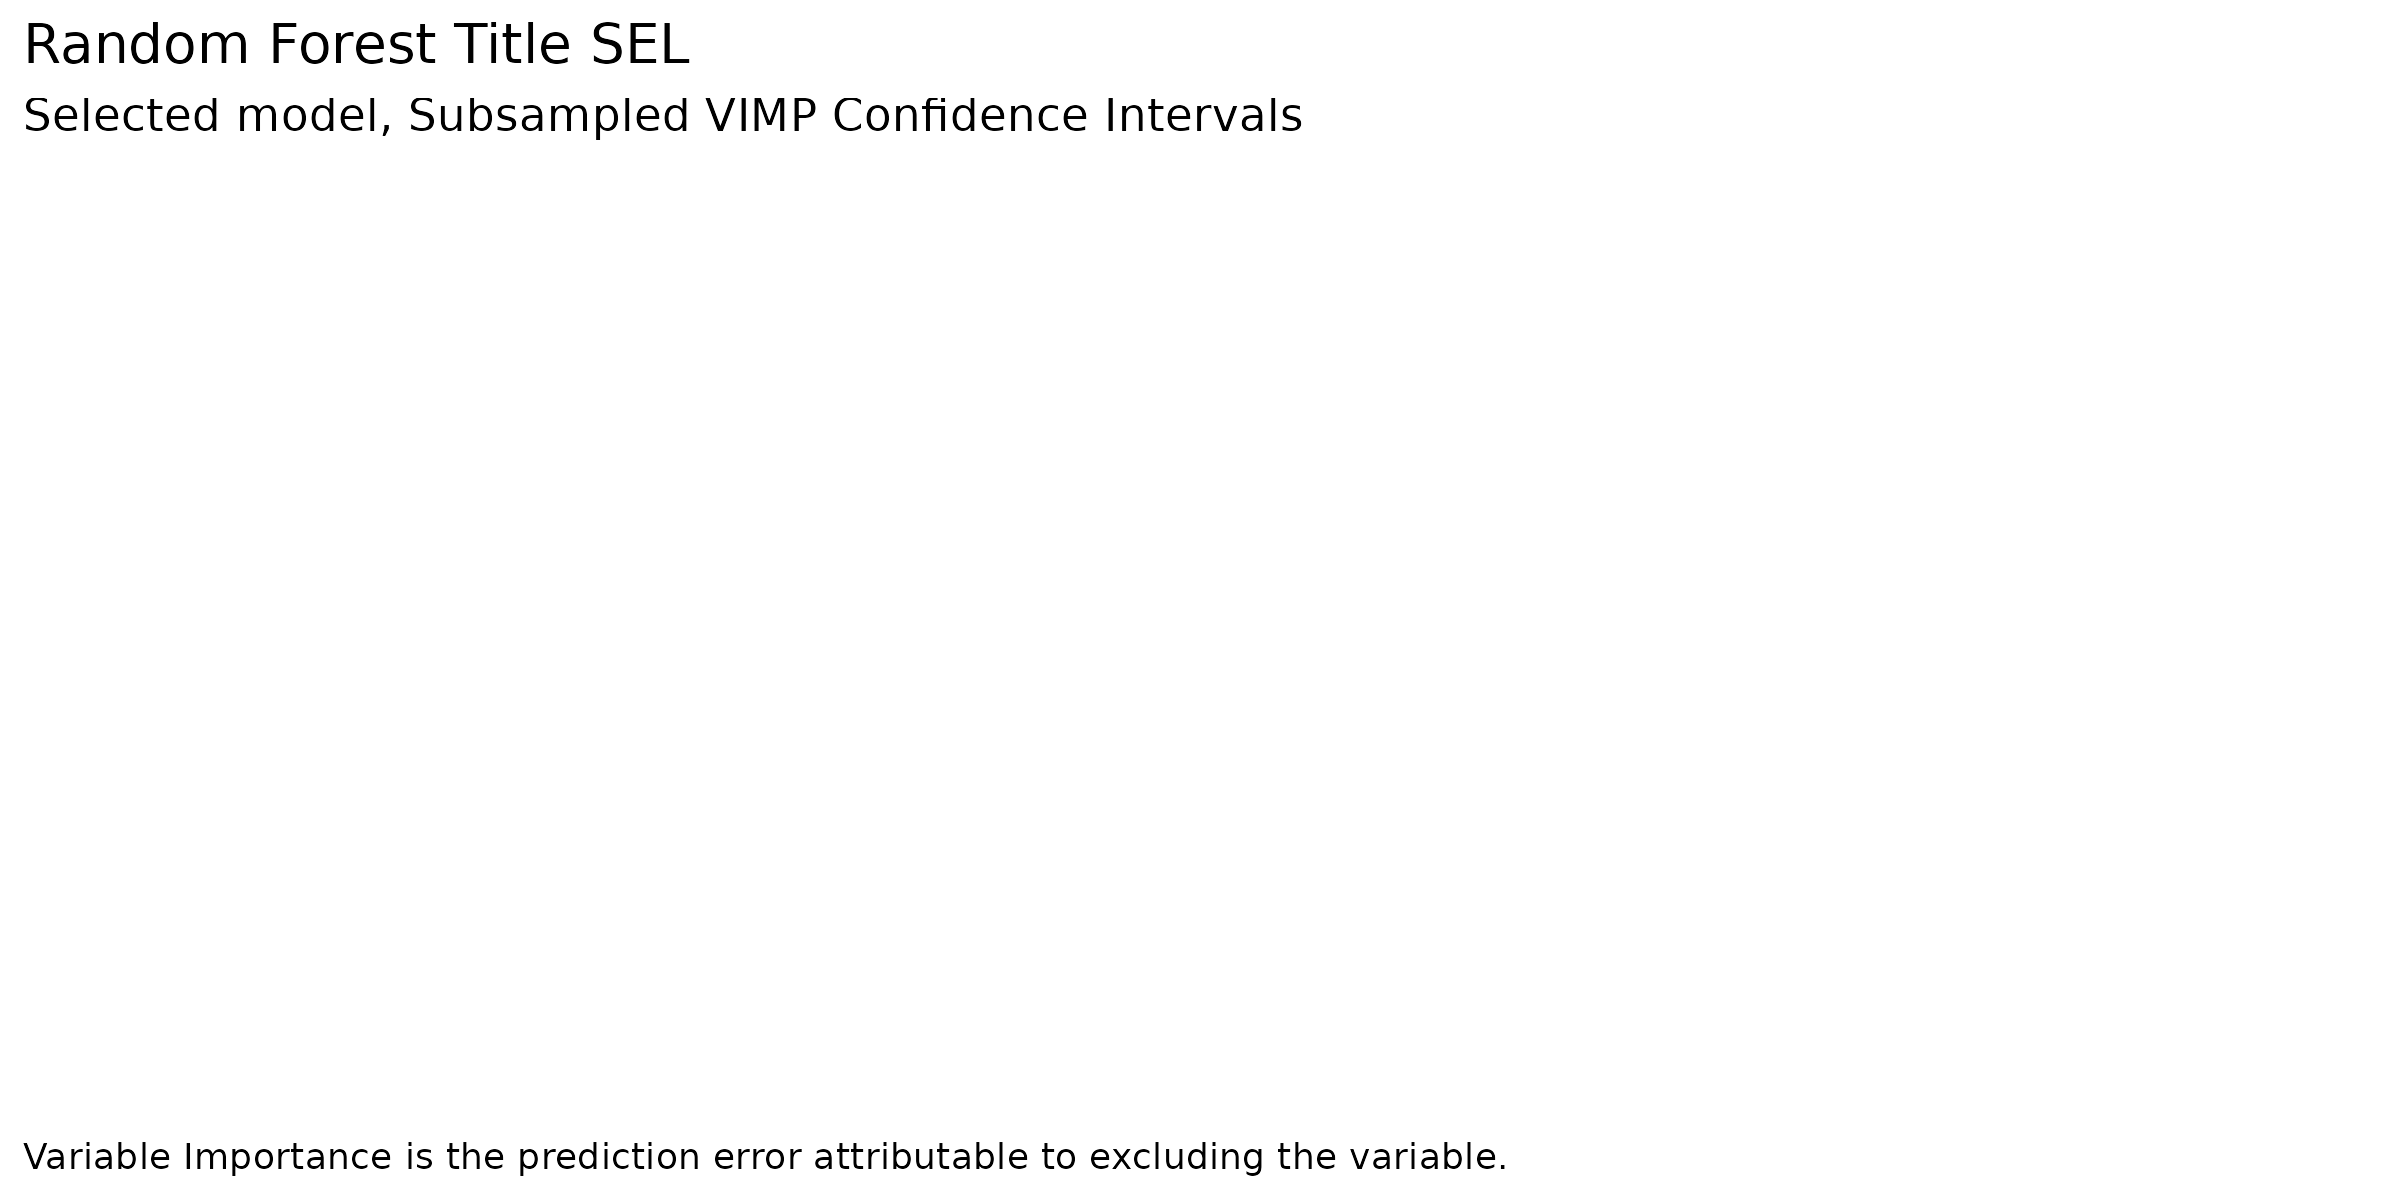 Random Forest Title SEL
Selected model, Subsampled VIMP Confidence Intervals
Variable Importance is the prediction error attributable to excluding the variable.